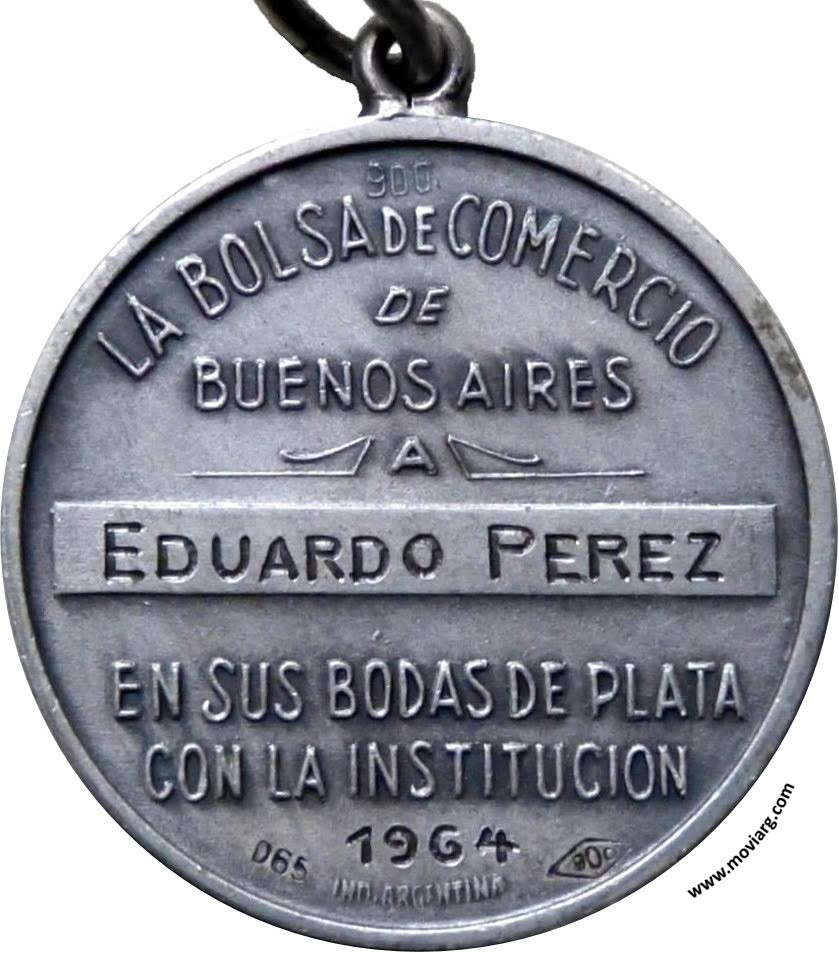 900.
LA BOLSA DE COMERCIO
DE
BUENOS AIRES
A
EDUARDO PEREZ
EN SUS BODAS DE PLATA
CON LA INSTITUCION
1964
D65
900
IND. ARGENTINA
www.moviarg.com